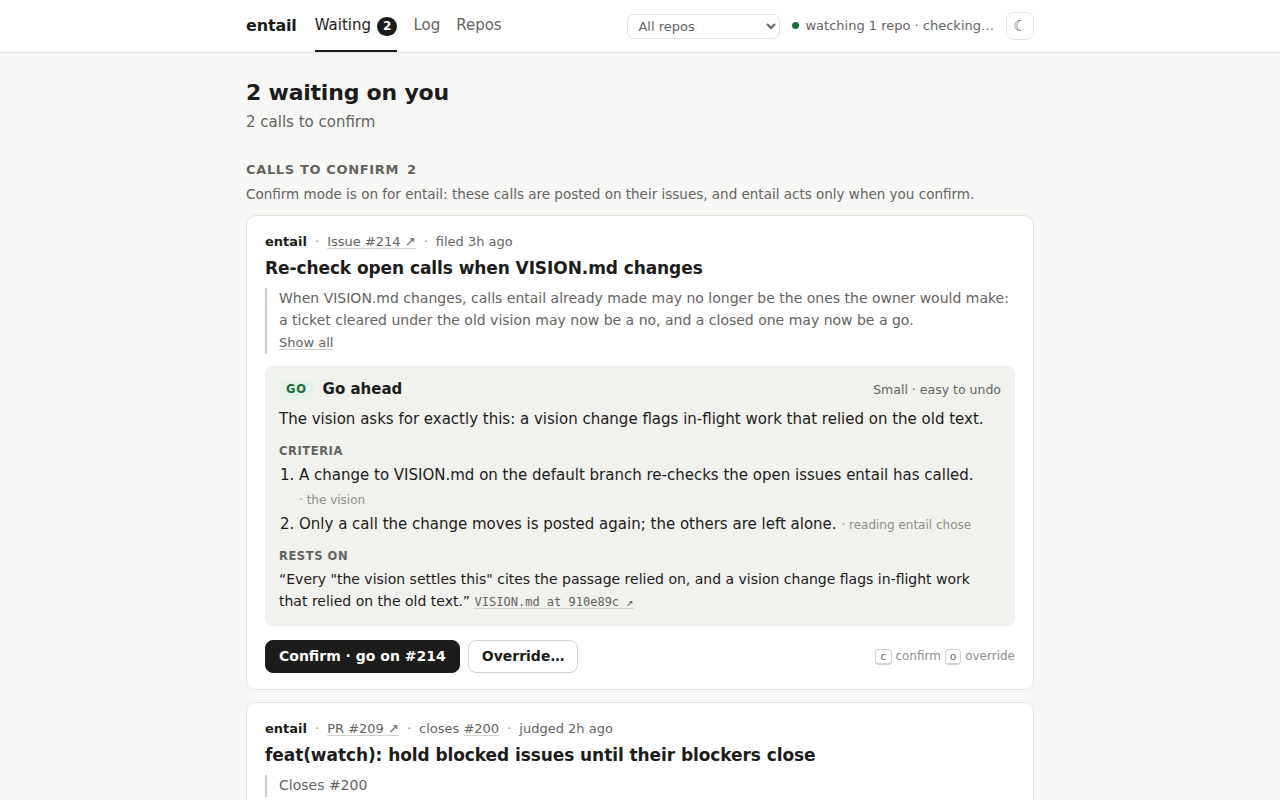 entail Waiting 2 Log Repos All repos watching 1 repo · checking… ☾
2 waiting on you
2 calls to confirm
CALLS TO CONFIRM 2
Confirm mode is on for entail: these calls are posted on their issues, and entail acts only when you confirm.
entail · Issue #214 ↗ · filed 3h ago
Re-check open calls when VISION.md changes
When VISION.md changes, calls entail already made may no longer be the ones the owner would make:
a ticket cleared under the old vision may now be a no, and a closed one may now be a go.
Show all
GO Go ahead Small · easy to undo
The vision asks for exactly this: a vision change flags in-flight work that relied on the old text.
CRITERIA
1. A change to VISION.md on the default branch re-checks the open issues entail has called.
· the vision
2. Only a call the change moves is posted again; the others are left alone. · reading entail chose
RESTS ON
“Every "the vision settles this" cites the passage relied on, and a vision change flags in-flight work
that relied on the old text.” VISION.md at 910e89c ↗
Confirm · go on #214 Override… c confirm o override
entail · PR #209 ↗ · closes #200 · judged 2h ago
feat(watch): hold blocked issues until their blockers close
Closes #200